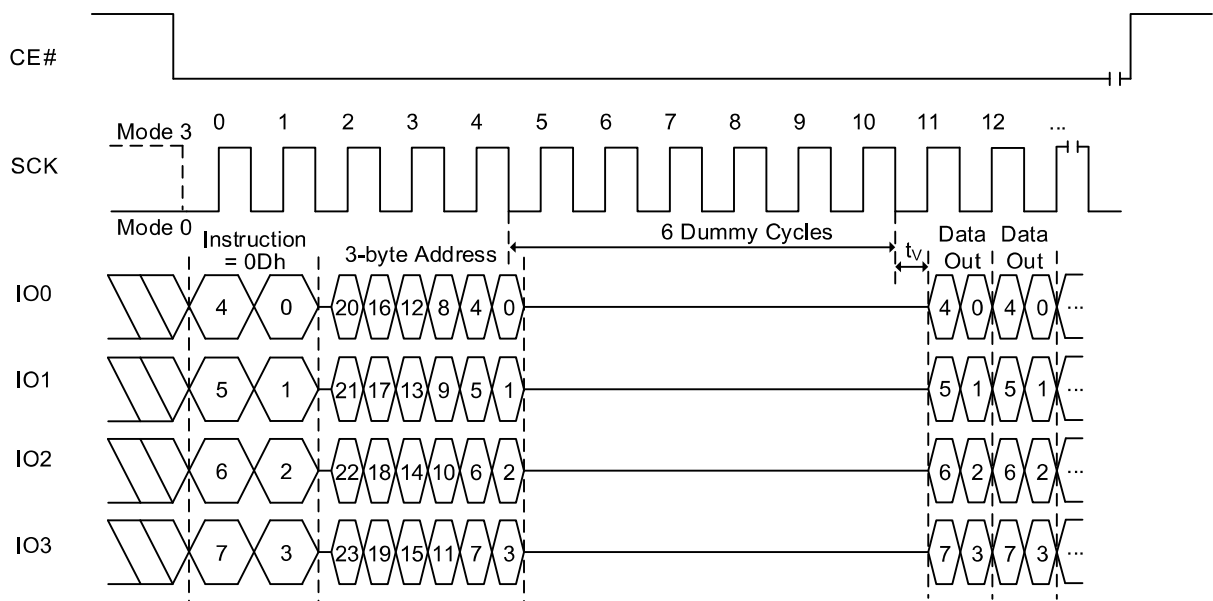 CE#
Mode 3 0 1 2 3 4 5 6 7 8 9 10 11 12 ...
SCK
Mode 0
Instruction = 0Dh
3-byte Address
6 Dummy Cycles
tV
Data Out
Data Out
IO0 4 0 20 16 12 8 4 0 4 0 4 0 ...
IO1 5 1 21 17 13 9 5 1 5 1 5 1 ...
IO2 6 2 22 18 14 10 6 2 6 2 6 2 ...
IO3 7 3 23 19 15 11 7 3 7 3 7 3 ...